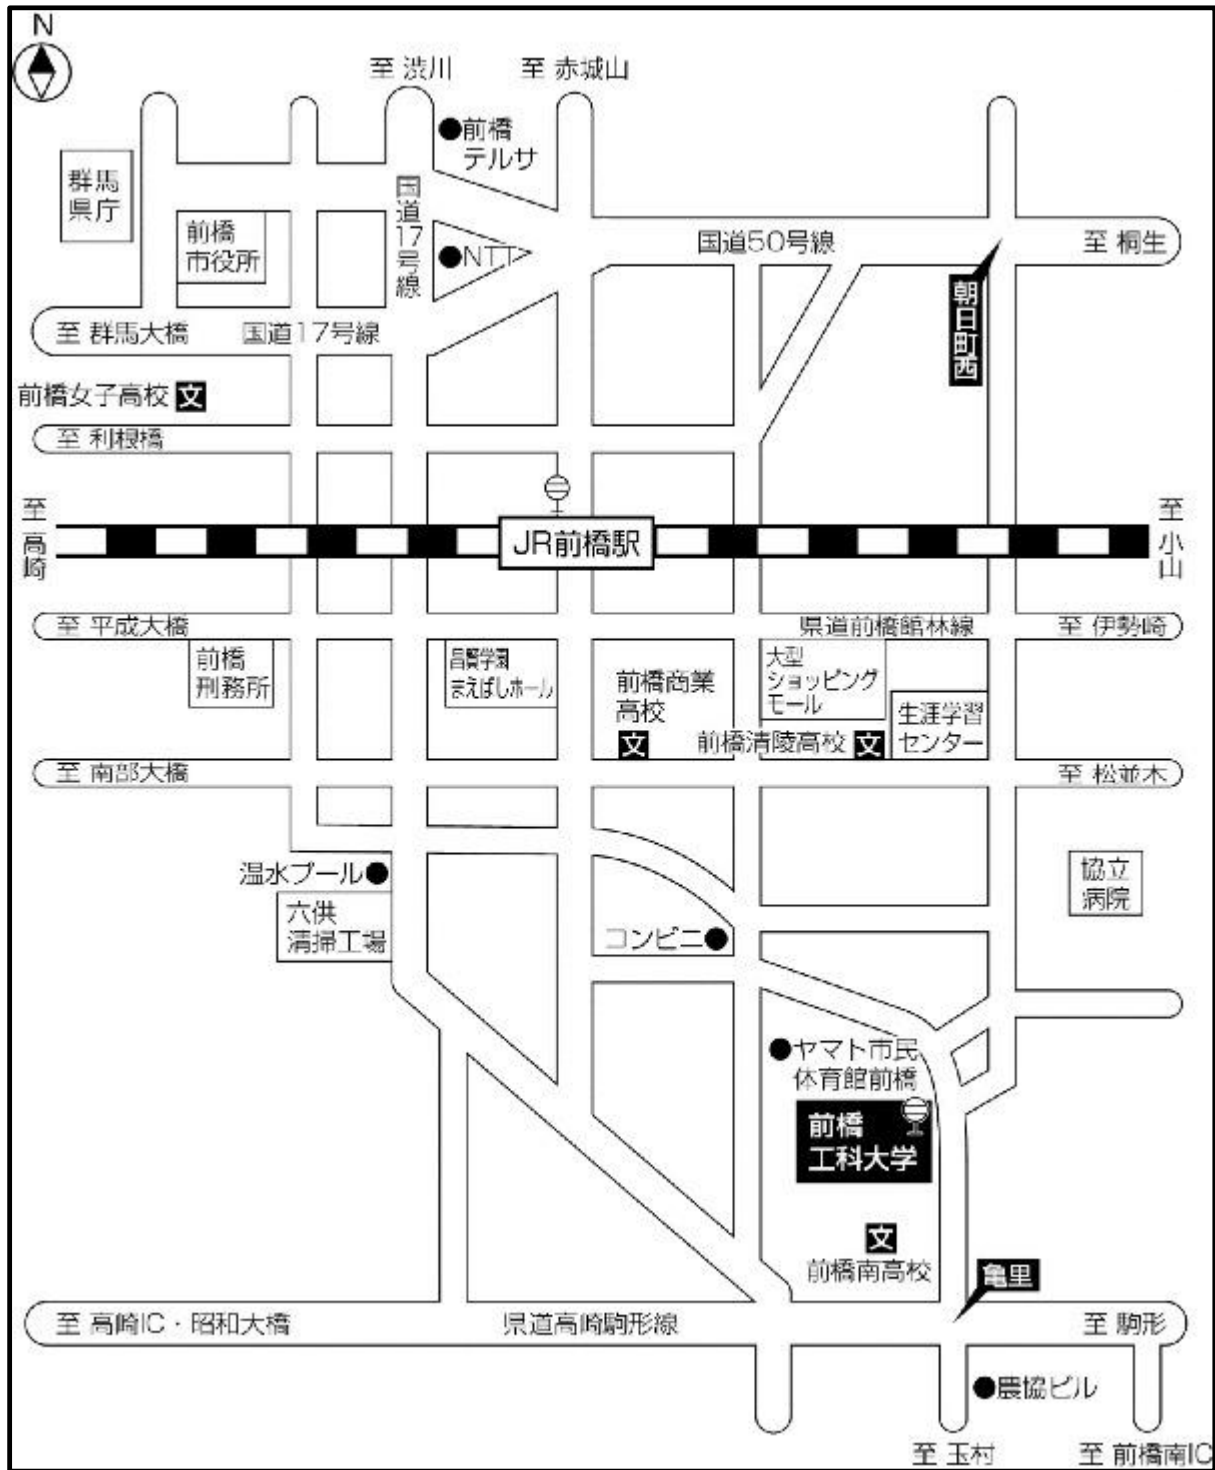 N
至 渋川
至 赤城山
前橋
テルサ
群馬
県庁
国道17号線
前橋
市役所
NTT
国道50号線
至 桐生
朝日町西
至 群馬大橋
国道17号線
前橋女子高校 文
至 利根橋
至 高崎
JR前橋駅
至 小山
至 平成大橋
県道前橋館林線
至 伊勢崎
前橋
刑務所
昌賢学園
まえばしホール
前橋商業
高校
文
大型
ショッピング
モール
前橋清陵高校 文
生涯学習
センター
至 南部大橋
至 松並木
温水プール
六供
清掃工場
コンビニ
協立
病院
ヤマト市民
体育館前橋
前橋
工科大学
文
前橋南高校
亀里
至 高崎IC・昭和大橋
県道高崎駒形線
至 駒形
農協ビル
至 玉村
至 前橋南IC